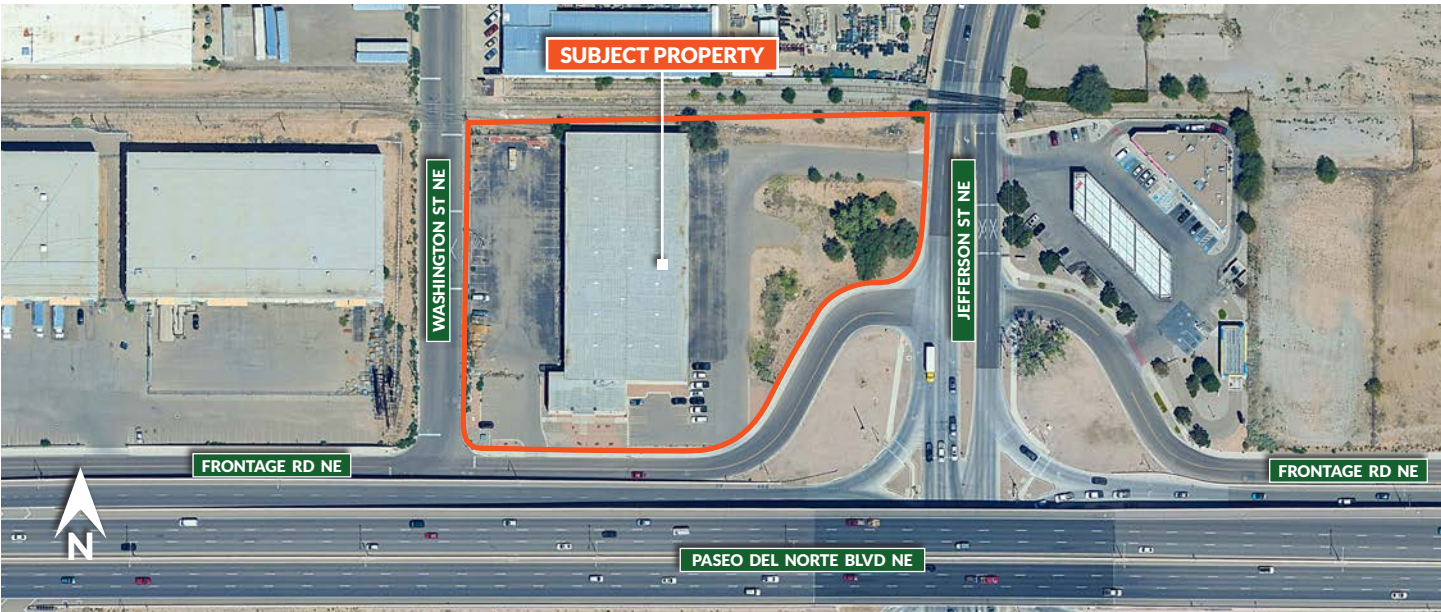 SUBJECT PROPERTY
WASHINGTON ST NE
JEFFERSON ST NE
FRONTAGE RD NE
FRONTAGE RD NE
N
PASEO DEL NORTE BLVD NE